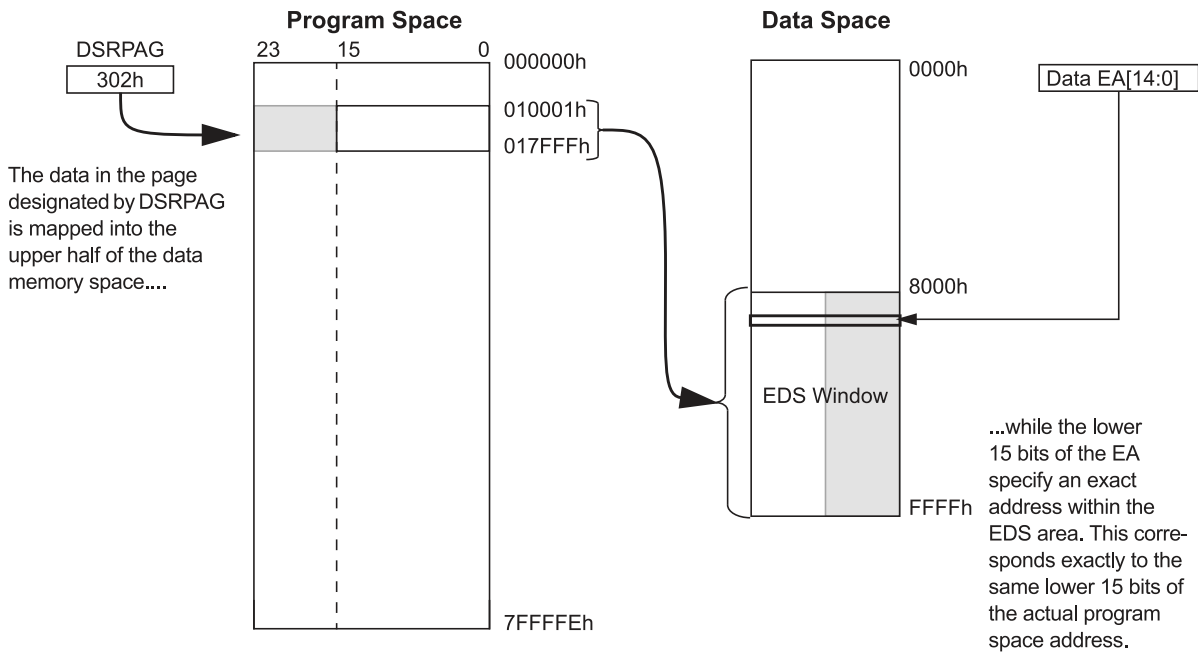 Program Space
Data Space
DSRPAG
302h
23
15
0
000000h
010001h
017FFFh
The data in the page
designated by DSRPAG
is mapped into the
upper half of the data
memory space....
7FFFFEh
0000h
Data EA[14:0]
8000h
EDS Window
FFFFh
...while the lower
15 bits of the EA
specify an exact
address within the
EDS area. This corre-
sponds exactly to the
same lower 15 bits of
the actual program
space address.